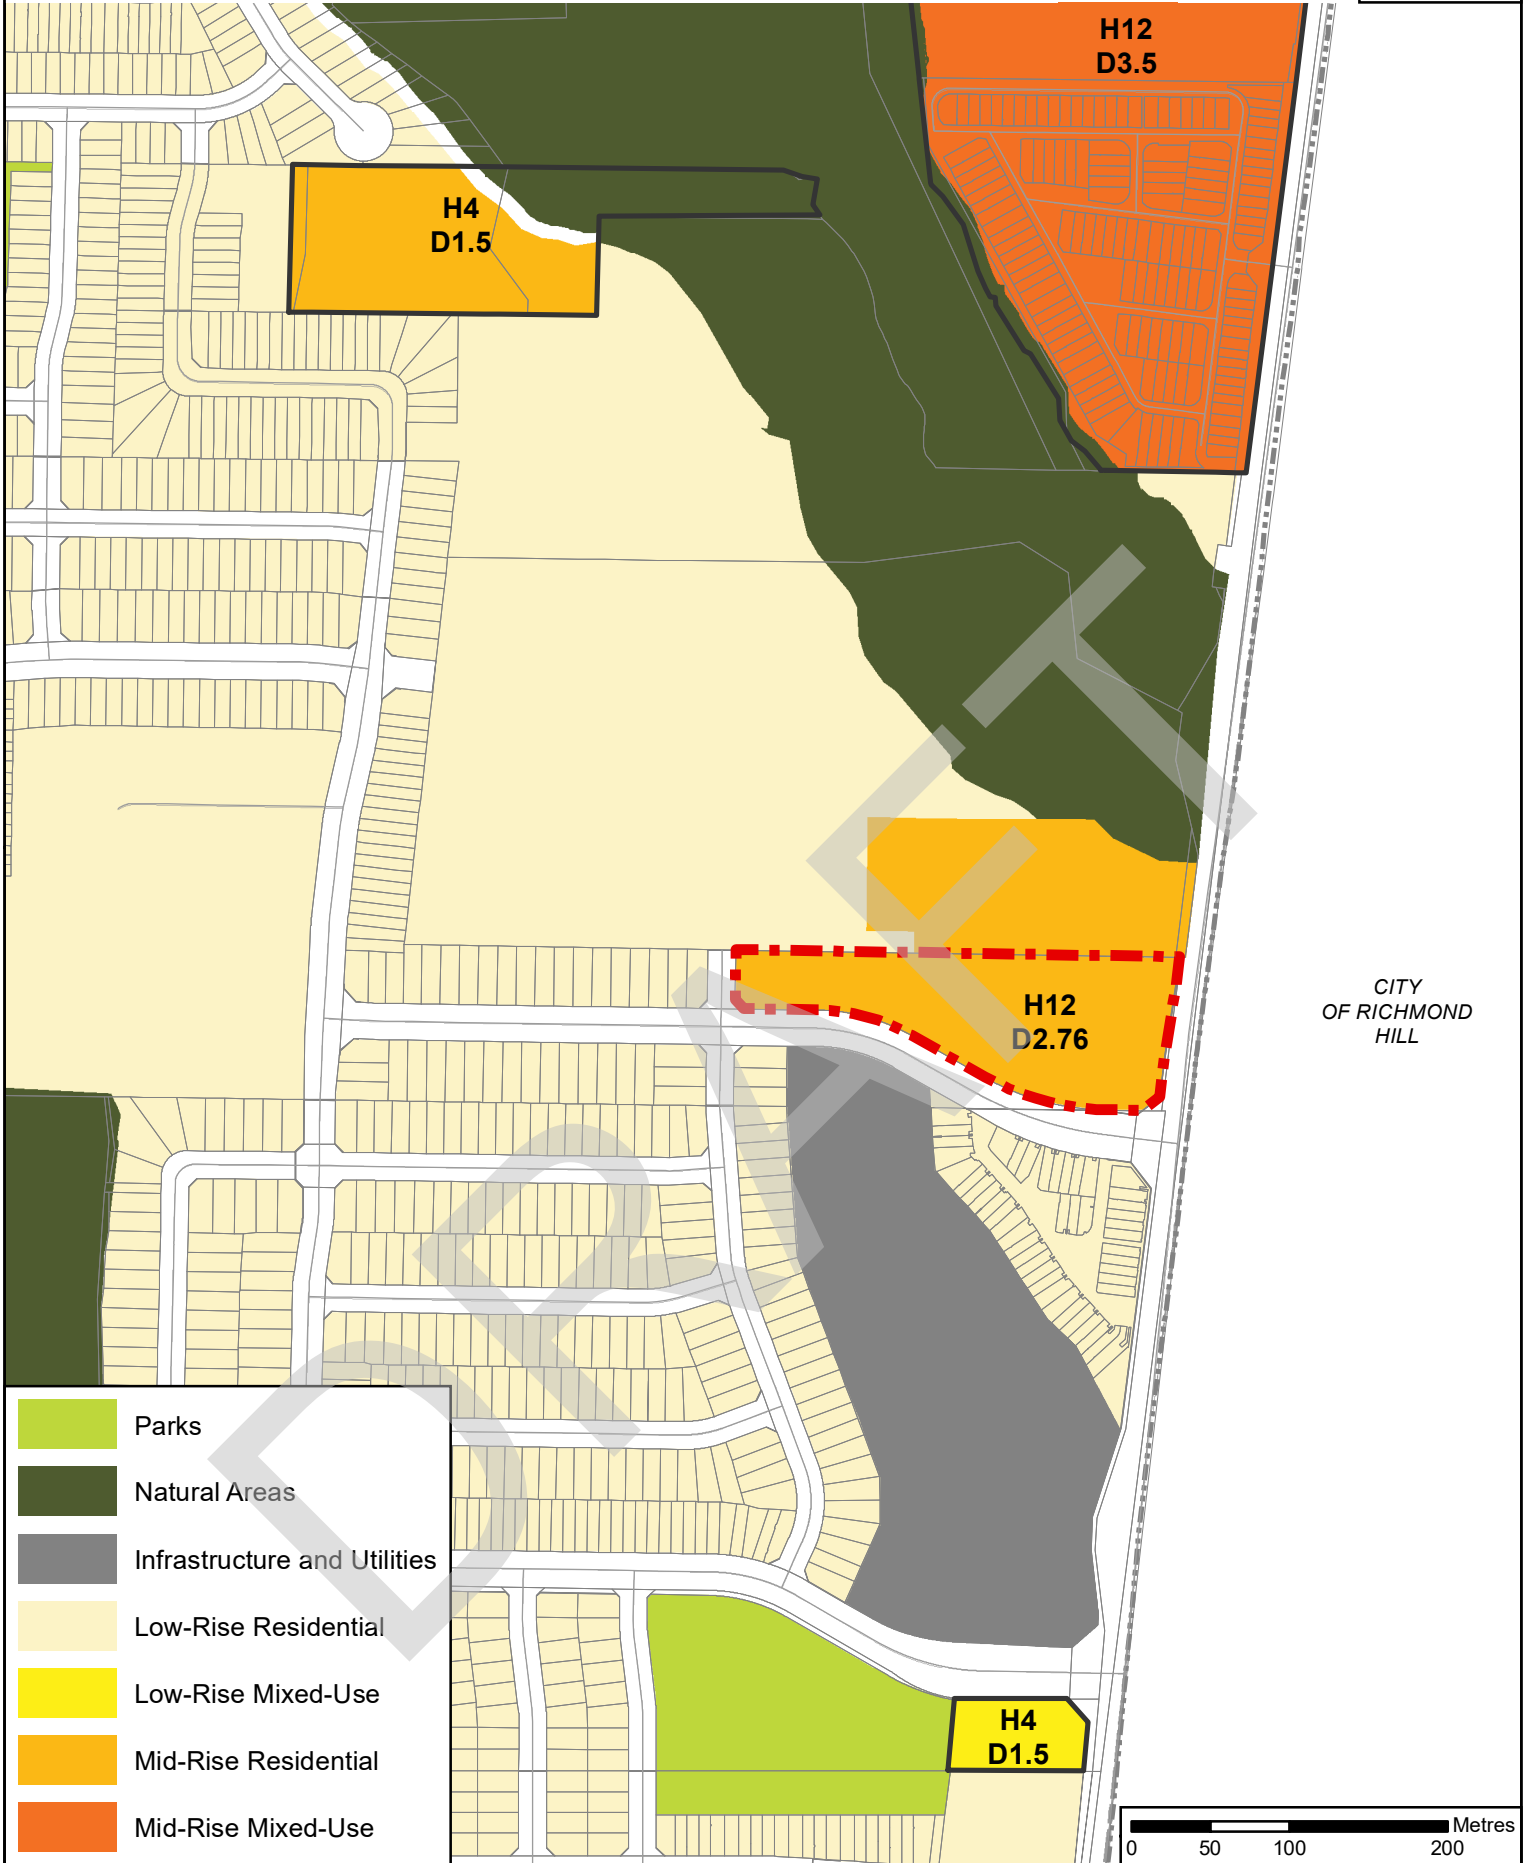 H12
D3.5
H4
D1.5
CITY
OF RICHMOND
HILL
H12
D2.76
DRAFT
Parks
Natural Areas
Infrastructure and Utilities
Low-Rise Residential
Low-Rise Mixed-Use
Mid-Rise Residential
Mid-Rise Mixed-Use
H4
D1.5
Metres
0 50 100 200